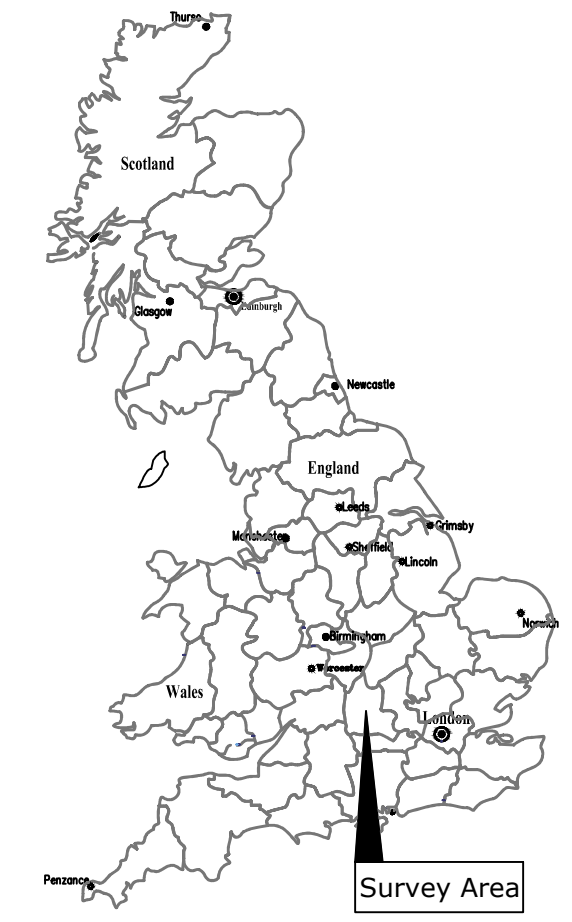 Thurso
Scotland
Edinburgh
Glasgow
Newcastle
England
Leeds
Grimsby
Manchester
Sheffield
Lincoln
Norwich
Birmingham
Worcester
Wales
London
Penzance
Survey Area